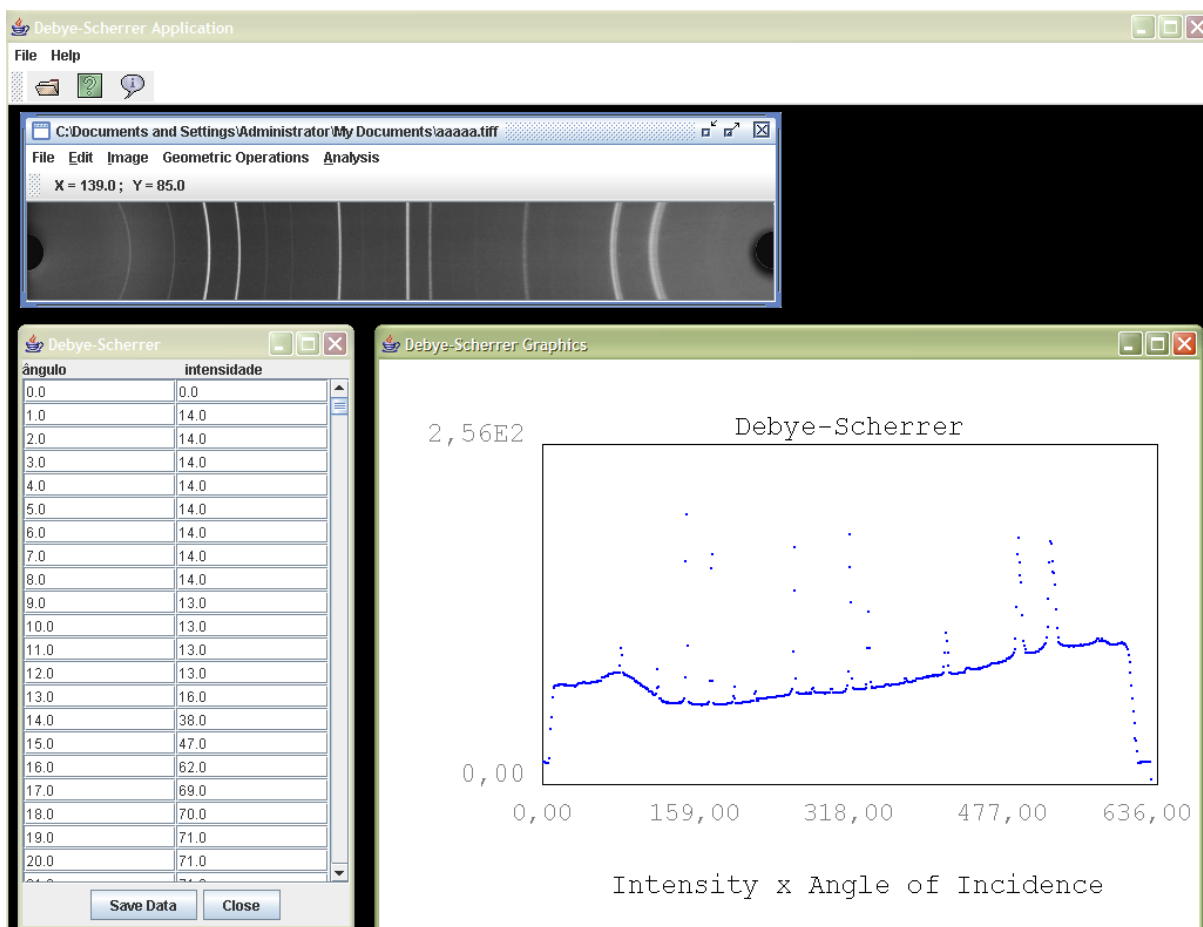 Debye-Scherrer Application
File Help
C:\Documents and Settings\Administrator\My Documents\aaaaa.tiff
File Edit Image Geometric Operations Analysis
X = 139.0 ; Y = 85.0
Debye-Scherrer
ângulo intensidade
0.0 0.0
1.0 14.0
2.0 14.0
3.0 14.0
4.0 14.0
5.0 14.0
6.0 14.0
7.0 14.0
8.0 14.0
9.0 13.0
10.0 13.0
11.0 13.0
12.0 13.0
13.0 16.0
14.0 38.0
15.0 47.0
16.0 62.0
17.0 69.0
18.0 70.0
19.0 71.0
20.0 71.0
Save Data Close
Debye-Scherrer Graphics
Debye-Scherrer
2,56E2
0,00
0,00 159,00 318,00 477,00 636,00
Intensity x Angle of Incidence